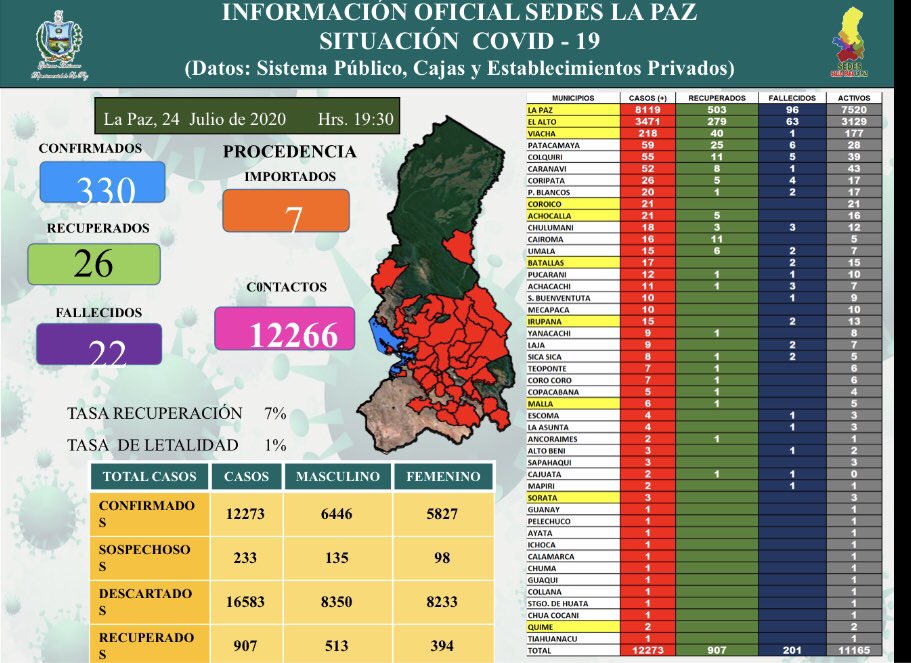 INFORMACIÓN OFICIAL SEDES LA PAZ
SITUACIÓN COVID - 19
(Datos: Sistema Público, Cajas y Establecimientos Privados)
SEDES
La Paz, 24 Julio de 2020 Hrs. 19:30
CONFIRMADOS
330
RECUPERADOS
26
FALLECIDOS
22
PROCEDENCIA
IMPORTADOS
7
C0NTACTOS
12266
TASA RECUPERACIÓN 7%
TASA DE LETALIDAD 1%
TOTAL CASOS CASOS MASCULINO FEMENINO
CONFIRMADO
S 12273 6446 5827
SOSPECHOSO
S 233 135 98
DESCARTADO
S 16583 8350 8233
RECUPERADO
S 907 513 394
MUNICIPIOS CASOS (+) RECUPERADOS FALLECIDOS ACTIVOS
LA PAZ 8119 503 96 7520
EL ALTO 3471 279 63 3129
VIACHA 218 40 1 177
PATACAMAYA 59 25 6 28
COLQUIRI 55 11 5 39
CARANAVI 52 8 1 43
CORIPATA 26 5 4 17
P. BLANCOS 20 1 2 17
COROICO 21 21
ACHOCALLA 21 5 16
CHULUMANI 18 3 3 12
CAIROMA 16 11 5
UMALA 15 6 2 7
BATALLAS 17 2 15
PUCARANI 12 1 1 10
ACHACACHI 11 1 3 7
S. BUENVENTUTA 10 1 9
MECAPACA 10 10
IRUPANA 15 2 13
YANACACHI 9 1 8
LAJA 9 2 7
SICA SICA 8 1 2 5
TEOPONTE 7 1 6
CORO CORO 7 1 6
COPACABANA 5 1 4
MALLA 6 1 5
ESCOMA 4 1 3
LA ASUNTA 4 1 3
ANCORAIMES 2 1 1
ALTO BENI 3 1 2
SAPAHAQUI 3 3
CAJUATA 2 1 1 0
MAPIRI 2 1 1
SORATA 3 3
GUANAY 1 1
PELECHUCO 1 1
AYATA 1 1
ICHOCA 1 1
CALAMARCA 1 1
CHUMA 1 1
GUAQUI 1 1
COLLANA 1 1
STGO. DE HUATA 1 1
CHUA COCANI 1 1
QUIME 2 2
TIAHUANACU 1 1
TOTAL 12273 907 201 11165